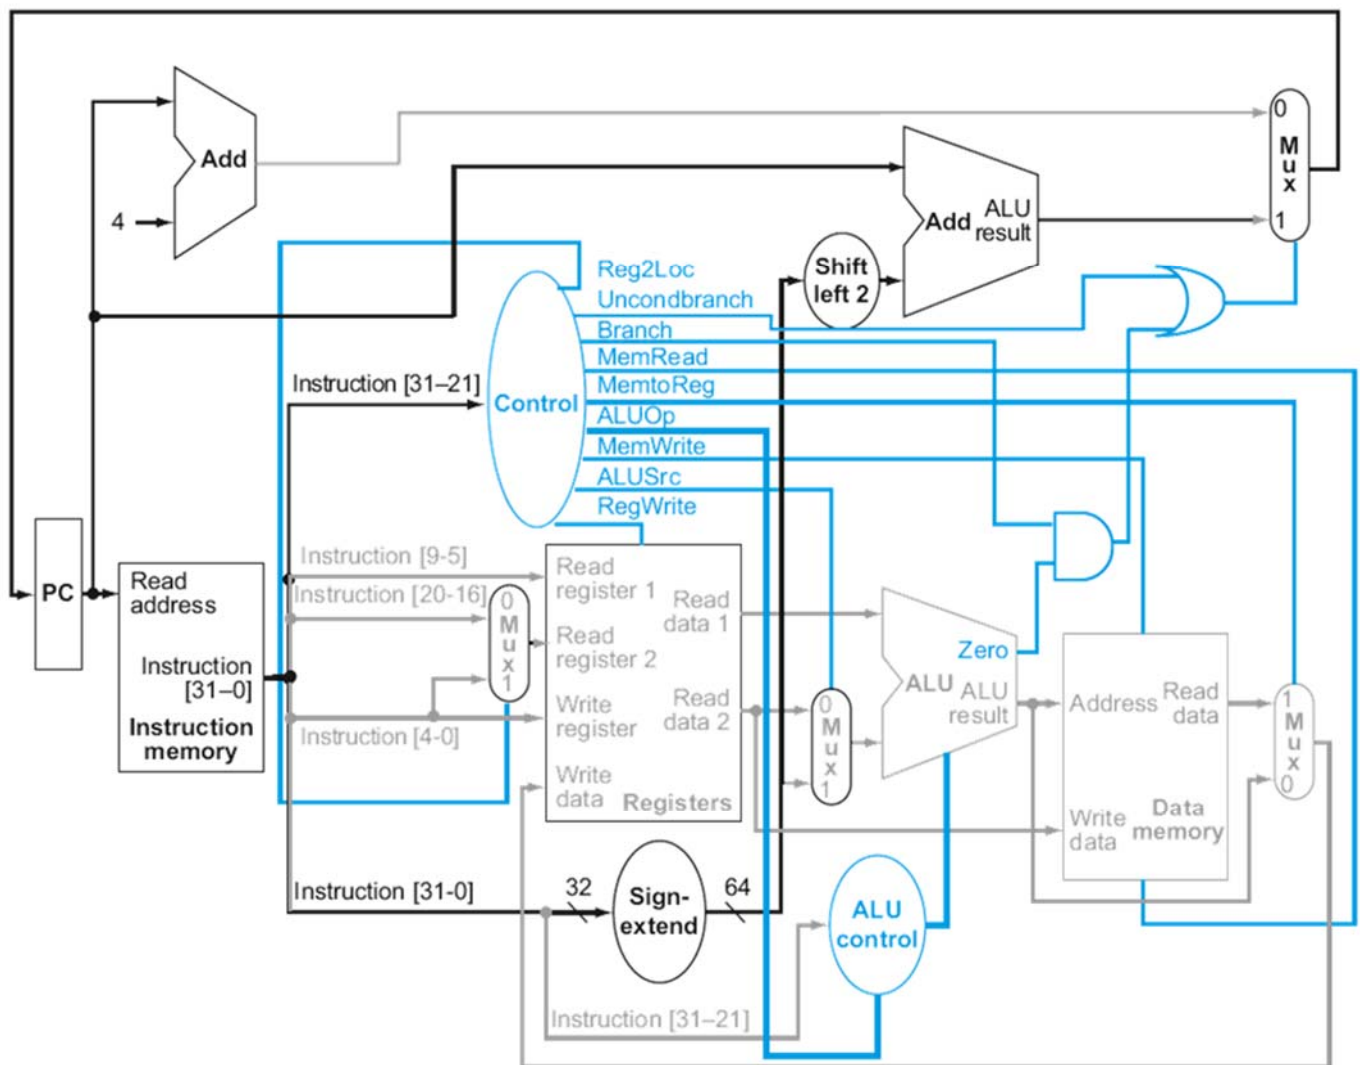 Add
4
0
M
u
x
1
Add
ALU
result
Shift
left 2
Reg2Loc
Uncondbranch
Branch
MemRead
MemtoReg
ALUOp
MemWrite
ALUSrc
RegWrite
Instruction [31–21]
Control
PC
Read
address
Instruction
[31–0]
Instruction
memory
Instruction [9-5]
Instruction [20-16]
Instruction [4-0]
0
M
u
x
1
Read
register 1
Read
register 2
Write
register
Write
data
Read
data 1
Read
data 2
Registers
0
M
u
x
1
Zero
ALU
ALU
result
Address
Read
data
Write
data
Data
memory
1
M
u
x
0
Instruction [31-0]
32
Sign-
extend
64
ALU
control
Instruction [31–21]